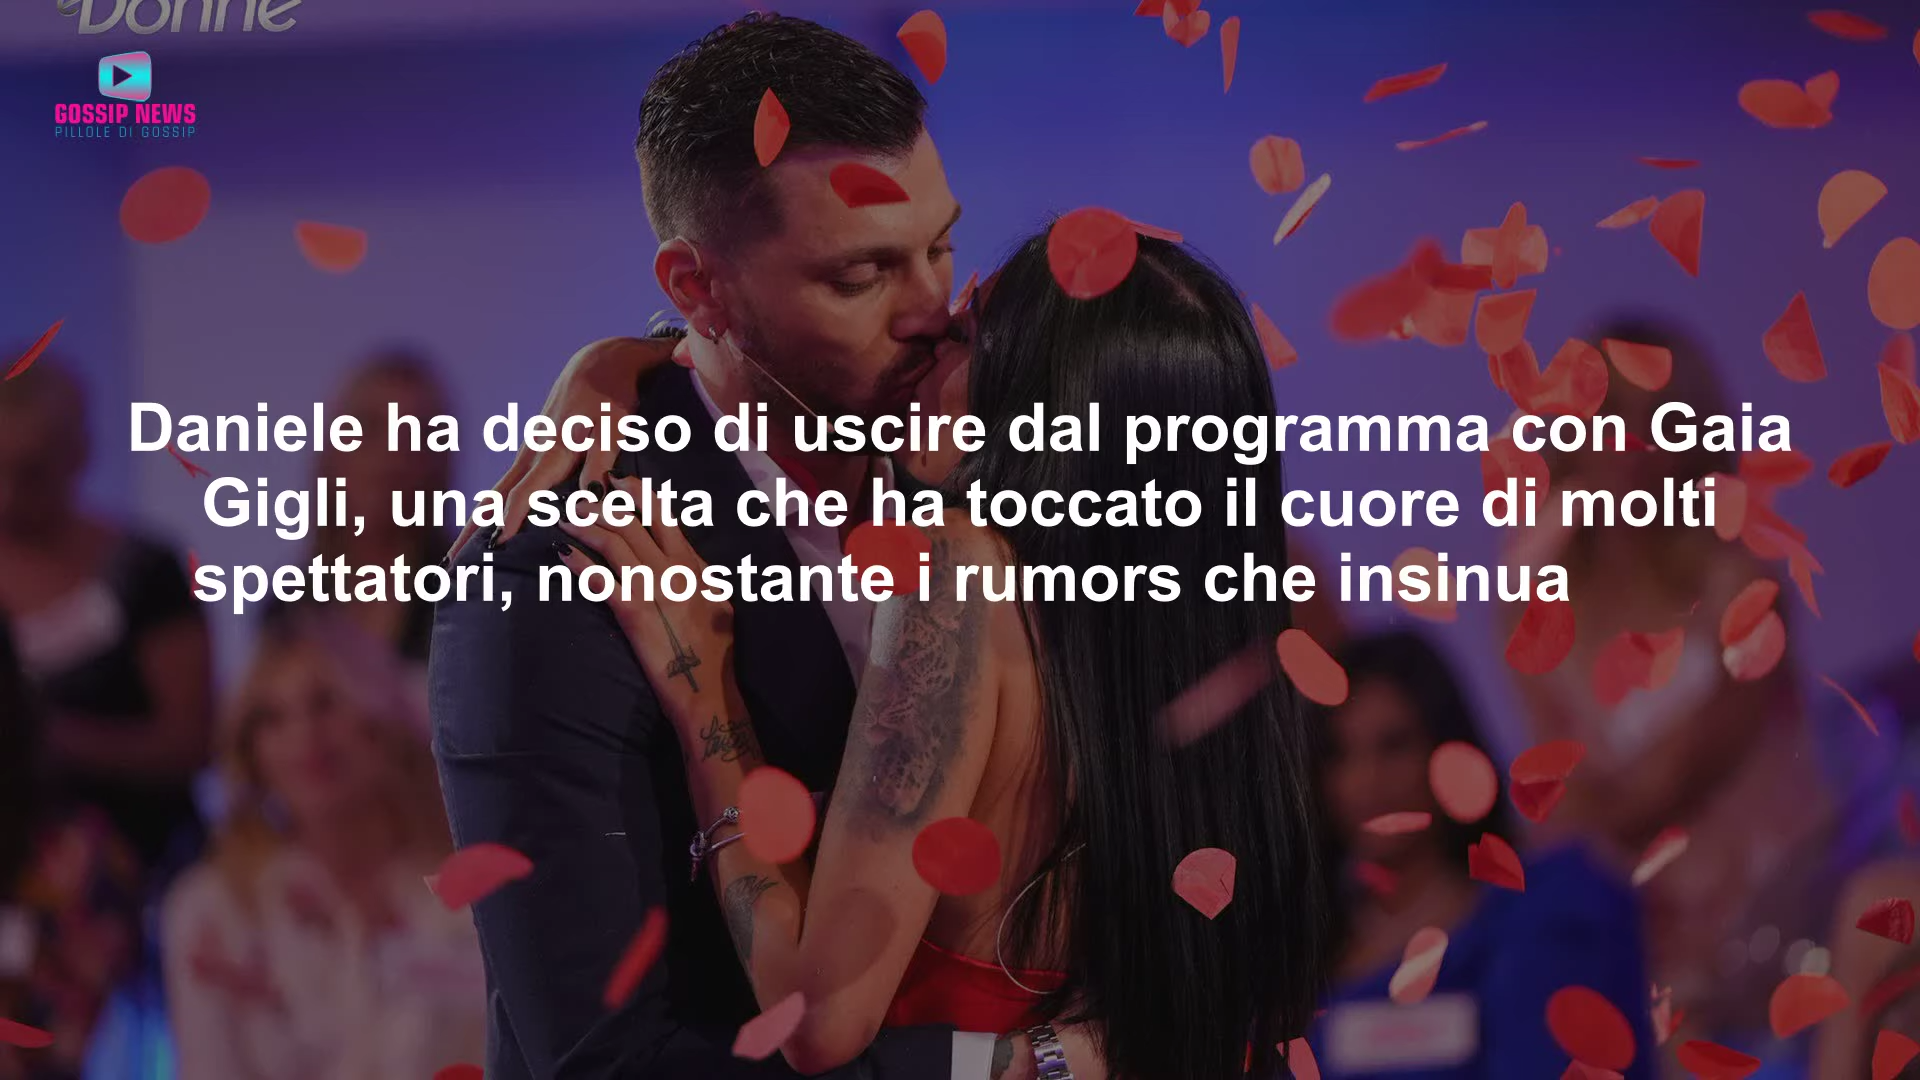 eDonne
GOSSIP NEWS
PILLOLE DI GOSSIP
Daniele ha deciso di uscire dal programma con Gaia
Gigli, una scelta che ha toccato il cuore di molti
spettatori, nonostante i rumors che insinua